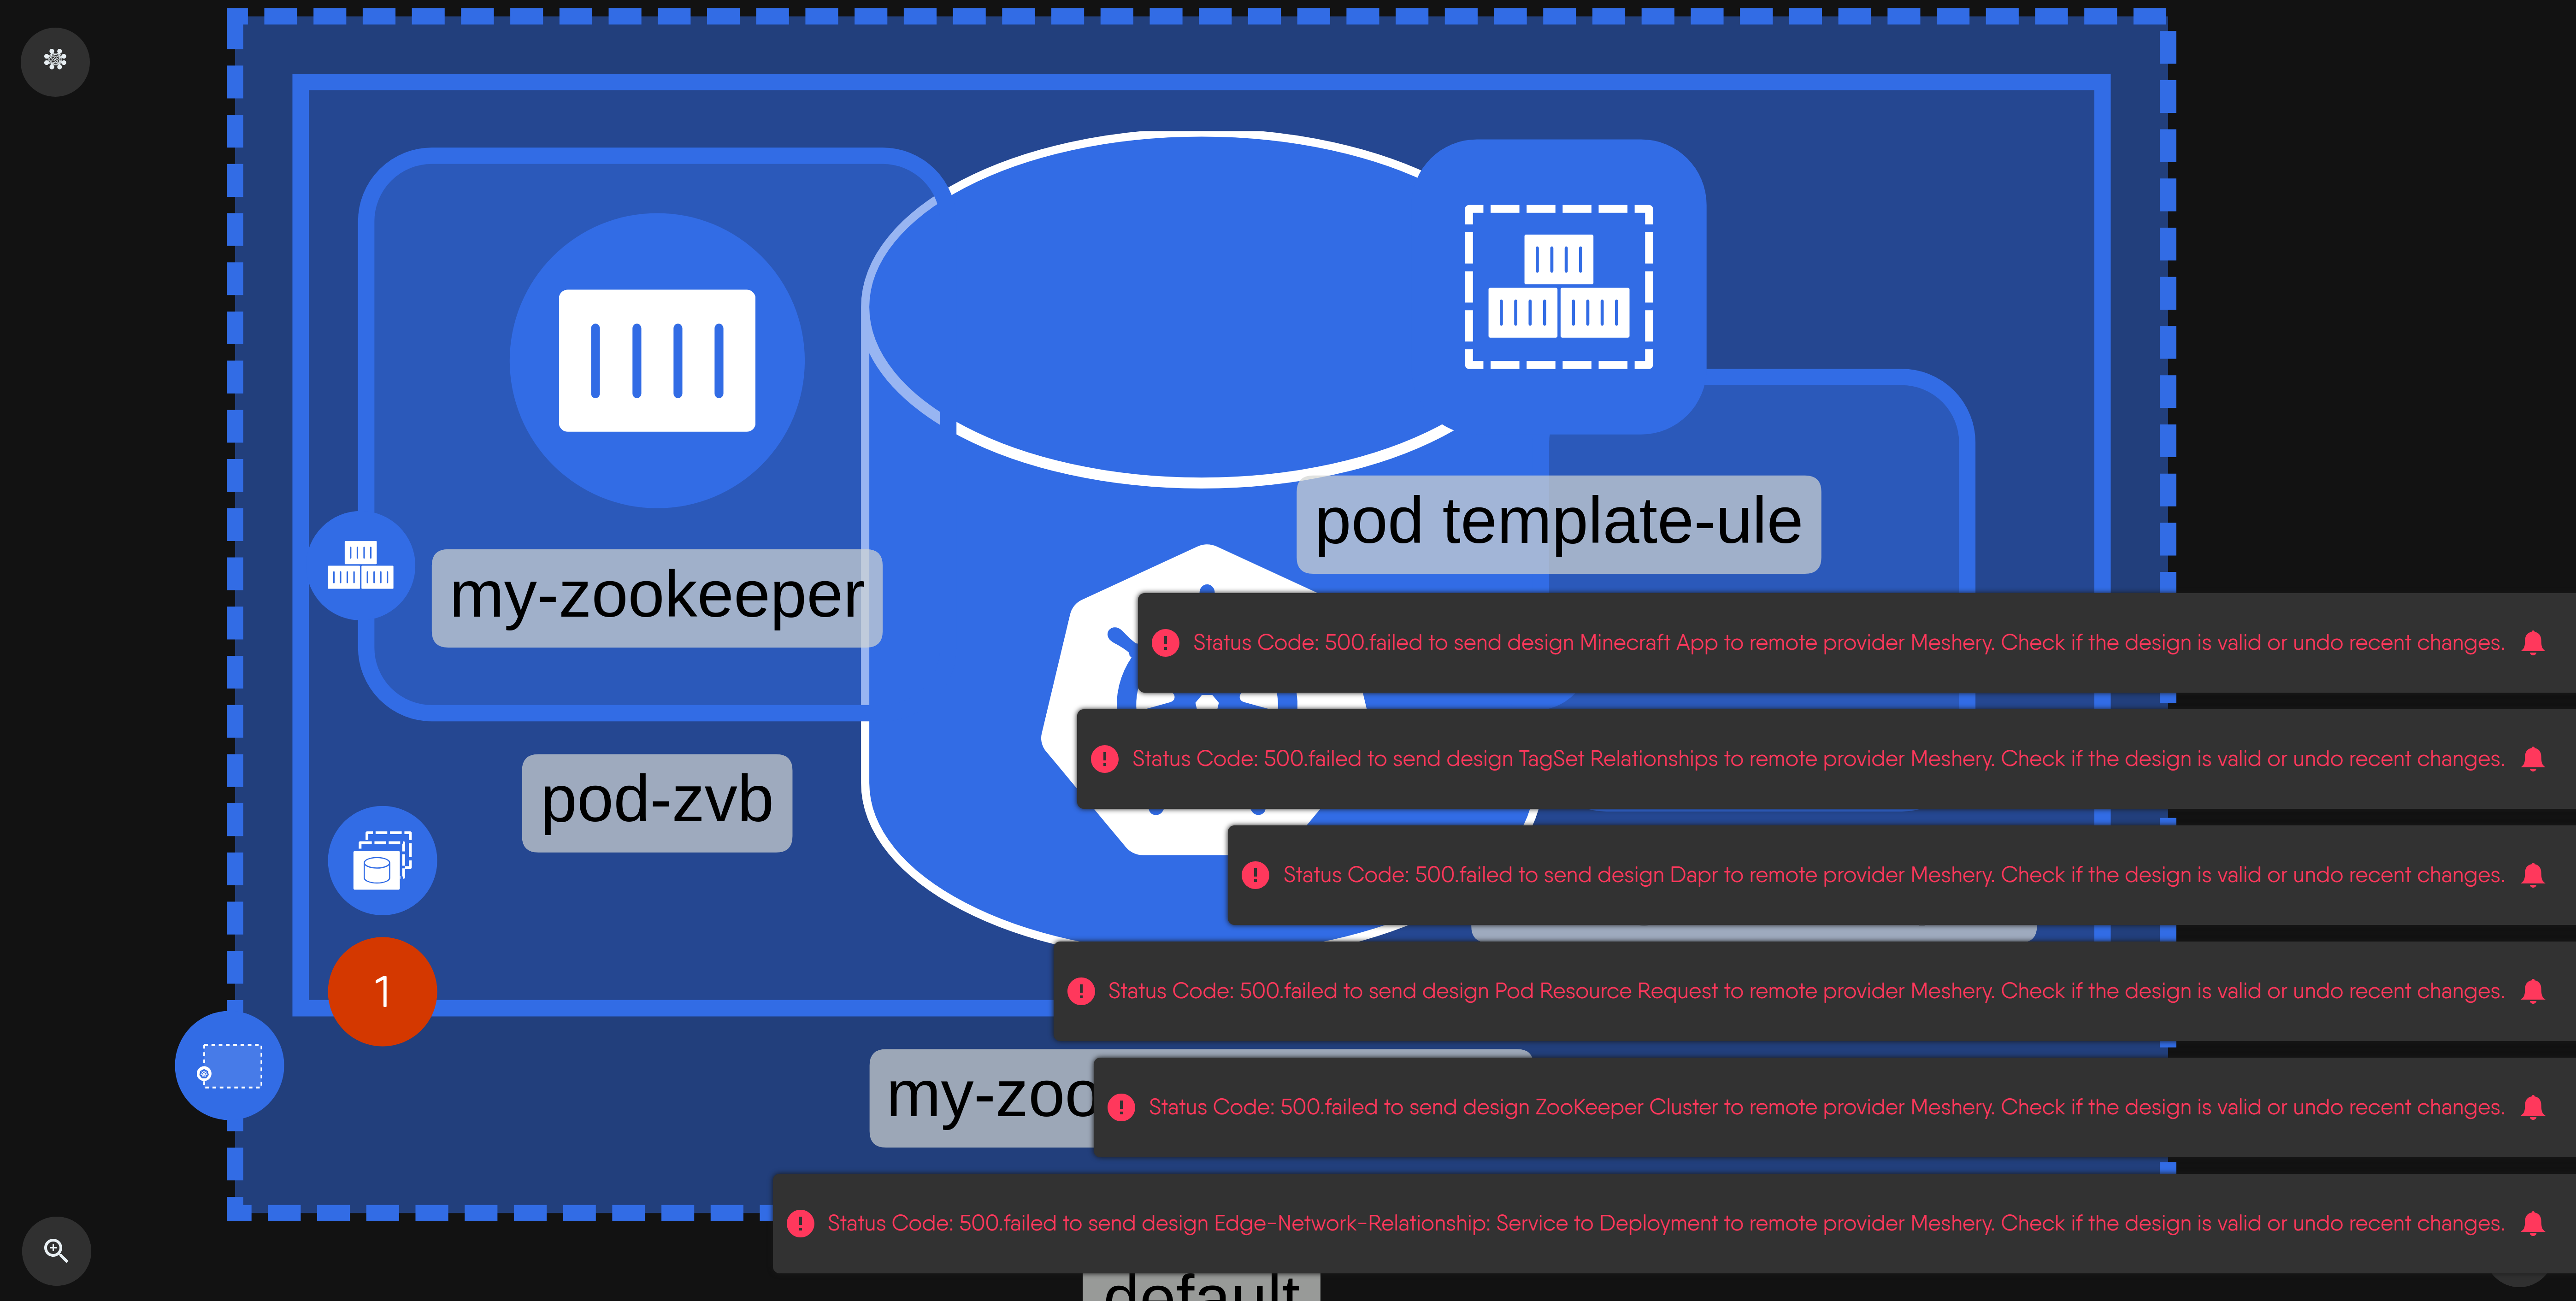 pod template-ule
my-zookeeper
Status Code: 500.failed to send design Minecraft App to remote provider Meshery. Check if the design is valid or undo recent changes.
Status Code: 500.failed to send design TagSet Relationships to remote provider Meshery. Check if the design is valid or undo recent changes.
pod-zvb
Status Code: 500.failed to send design Dapr to remote provider Meshery. Check if the design is valid or undo recent changes.
1
Status Code: 500.failed to send design Pod Resource Request to remote provider Meshery. Check if the design is valid or undo recent changes.
my-zoo
Status Code: 500.failed to send design ZooKeeper Cluster to remote provider Meshery. Check if the design is valid or undo recent changes.
Status Code: 500.failed to send design Edge-Network-Relationship: Service to Deployment to remote provider Meshery. Check if the design is valid or undo recent changes.
default